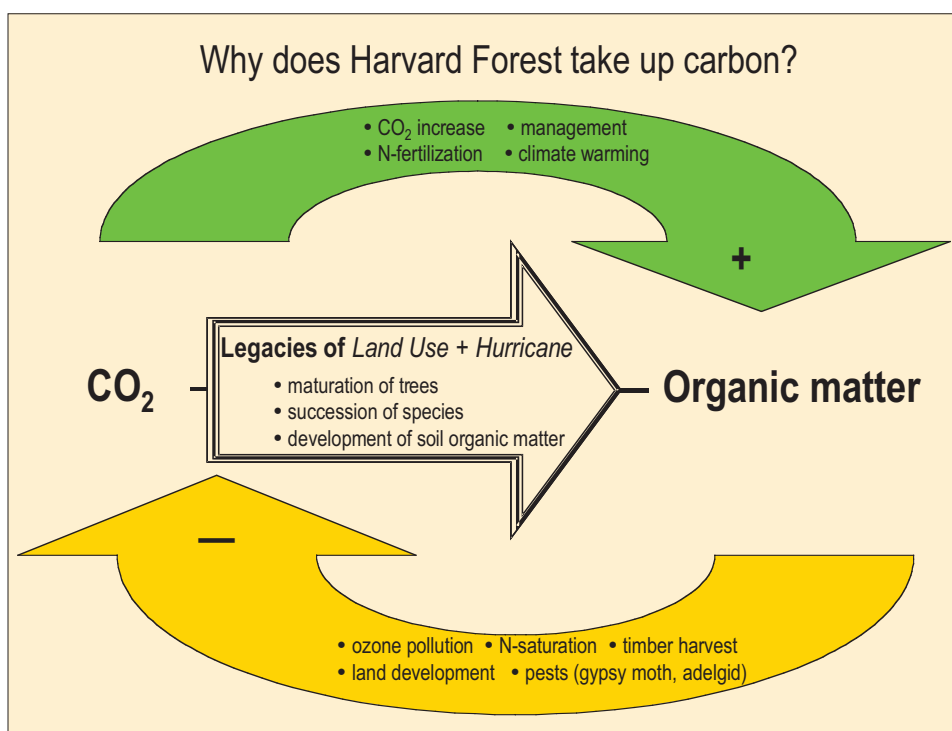 Why does Harvard Forest take up carbon?
• CO₂ increase • management
• N-fertilization • climate warming
+
Legacies of Land Use + Hurricane
• maturation of trees
• succession of species
• development of soil organic matter
CO₂
Organic matter
—
• ozone pollution • N-saturation • timber harvest
• land development • pests (gypsy moth, adelgid)